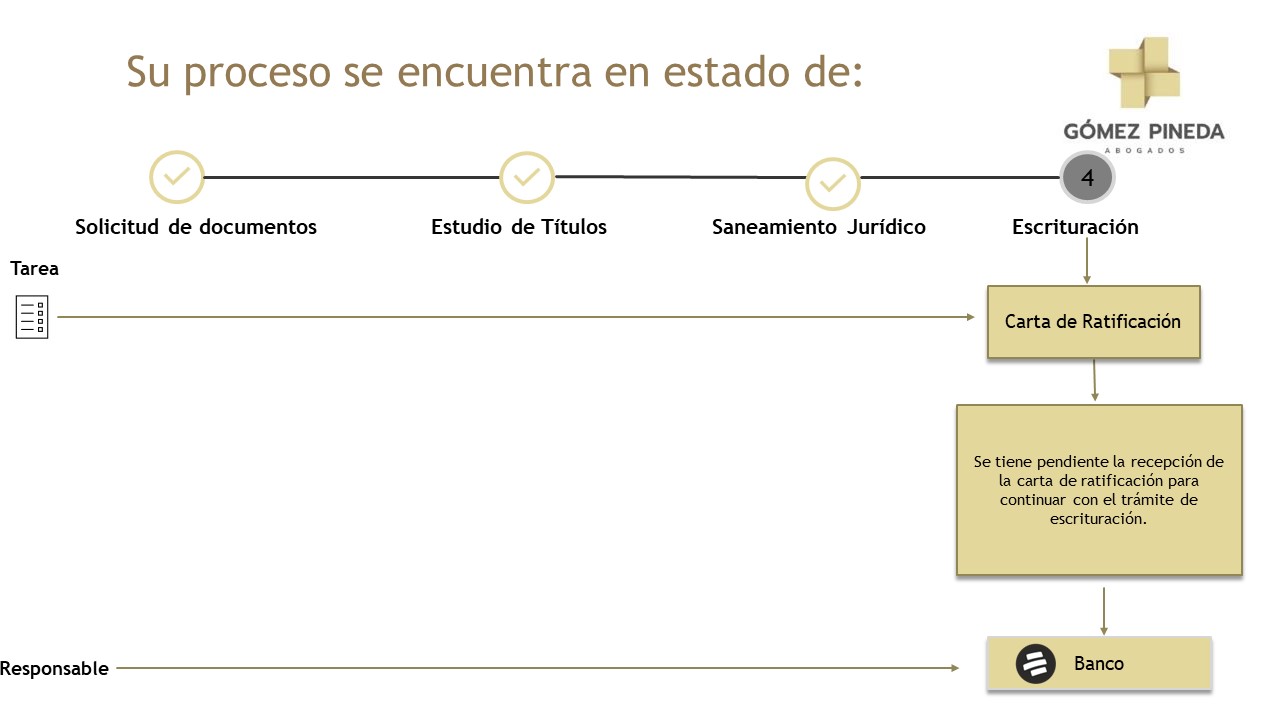 Su proceso se encuentra en estado de:
GÓMEZ PINEDA
ABOGADOS
4
Solicitud de documentos
Estudio de Títulos
Saneamiento Jurídico
Escrituración
Tarea
Carta de Ratificación
Se tiene pendiente la recepción de
la carta de ratificación para
continuar con el trámite de
escrituración.
Responsable
Banco